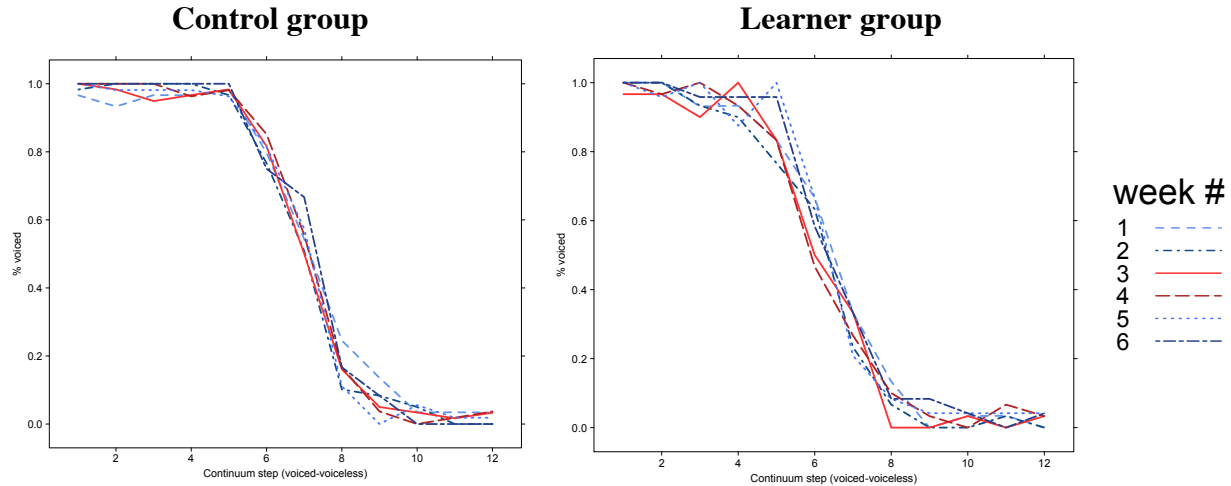 Control group
Learner group
% voiced
1.0
0.8
0.6
0.4
0.2
0.0
2 4 6 8 10 12
Continuum step (voiced-voiceless)
% voiced
1.0
0.8
0.6
0.4
0.2
0.0
2 4 6 8 10 12
Continuum step (voiced-voiceless)
week #
1
2
3
4
5
6